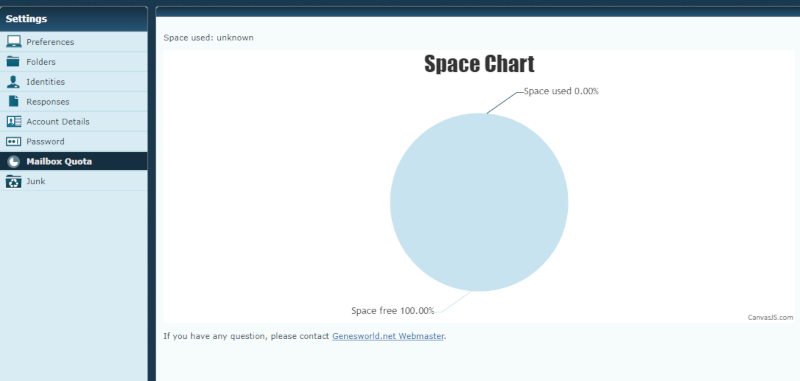 Settings
Preferences
Folders
Identities
Responses
Account Details
Password
Mailbox Quota
Junk
Space used: unknown
Space Chart
Space used 0.00%
Space free 100.00%
CanvasJS.com
If you have any question, please contact Genesworld.net Webmaster.